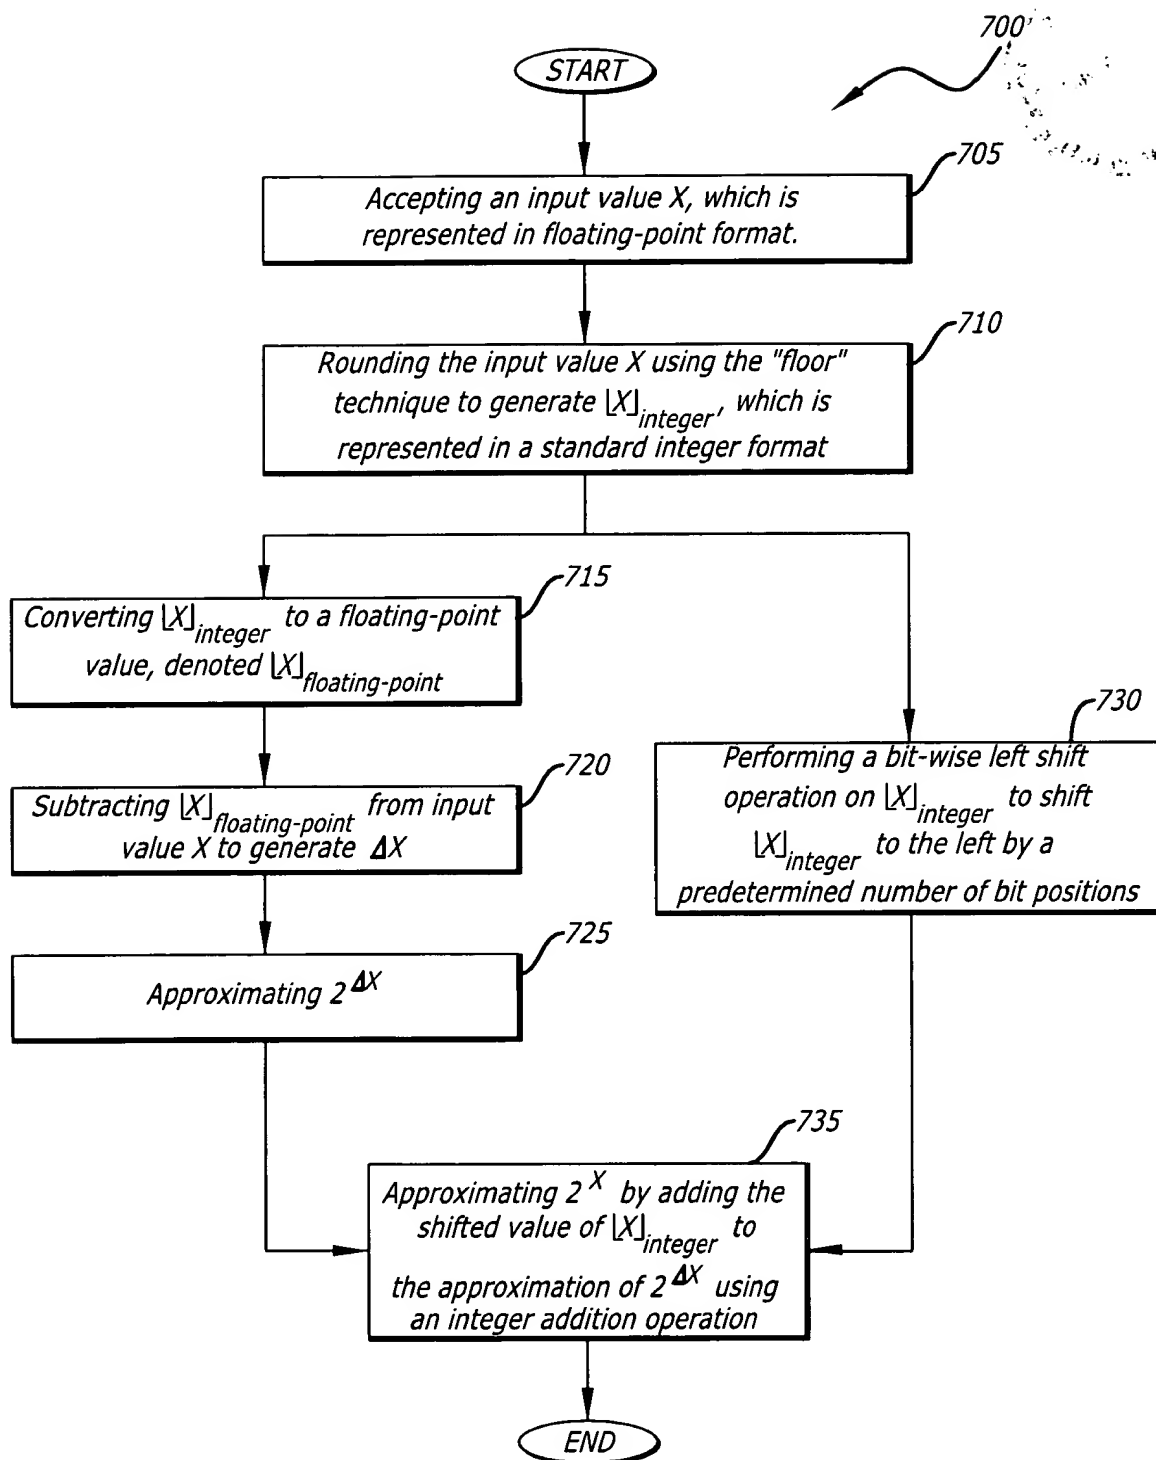 700
START
705
Accepting an input value X, which is
represented in floating-point format.
710
Rounding the input value X using the "floor"
technique to generate ⌊X⌋integer, which is
represented in a standard integer format
715
Converting ⌊X⌋integer to a floating-point
value, denoted ⌊X⌋floating-point
730
Performing a bit-wise left shift
operation on ⌊X⌋integer to shift
⌊X⌋integer to the left by a
predetermined number of bit positions
720
Subtracting ⌊X⌋floating-point from input
value X to generate ΔX
725
Approximating 2^ΔX
735
Approximating 2^X by adding the
shifted value of ⌊X⌋integer to
the approximation of 2^ΔX using
an integer addition operation
END